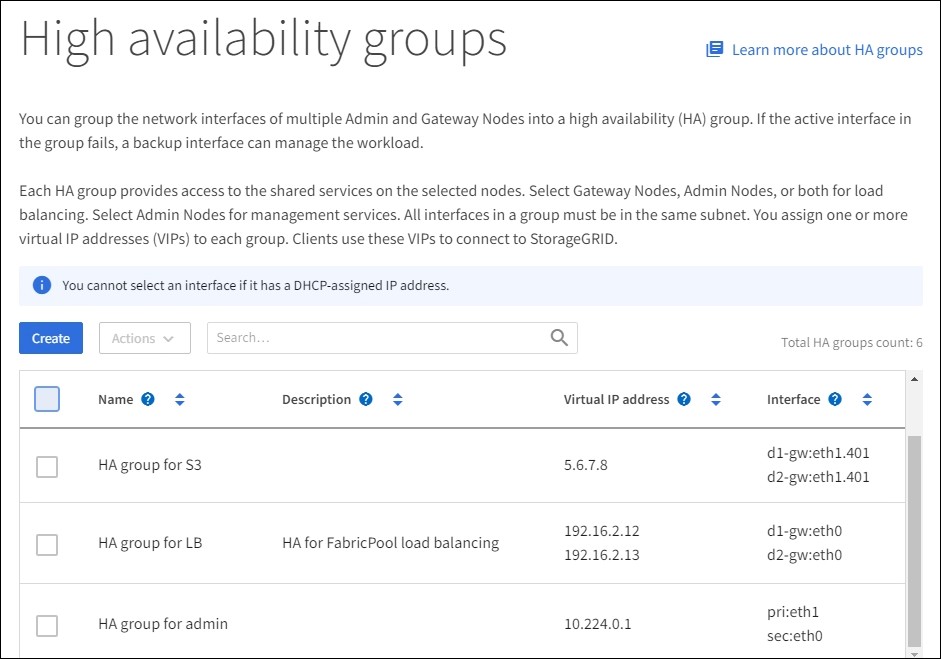 High availability groups
Learn more about HA groups
You can group the network interfaces of multiple Admin and Gateway Nodes into a high availability (HA) group. If the active interface in
the group fails, a backup interface can manage the workload.
Each HA group provides access to the shared services on the selected nodes. Select Gateway Nodes, Admin Nodes, or both for load
balancing. Select Admin Nodes for management services. All interfaces in a group must be in the same subnet. You assign one or more
virtual IP addresses (VIPs) to each group. Clients use these VIPs to connect to StorageGRID.
You cannot select an interface if it has a DHCP-assigned IP address.
Create Actions Search… Total HA groups count: 6
Name Description Virtual IP address Interface
HA group for S3 5.6.7.8 d1-gw:eth1.401
d2-gw:eth1.401
HA group for LB HA for FabricPool load balancing 192.16.2.12 d1-gw:eth0
192.16.2.13 d2-gw:eth0
HA group for admin 10.224.0.1 pri:eth1
sec:eth0